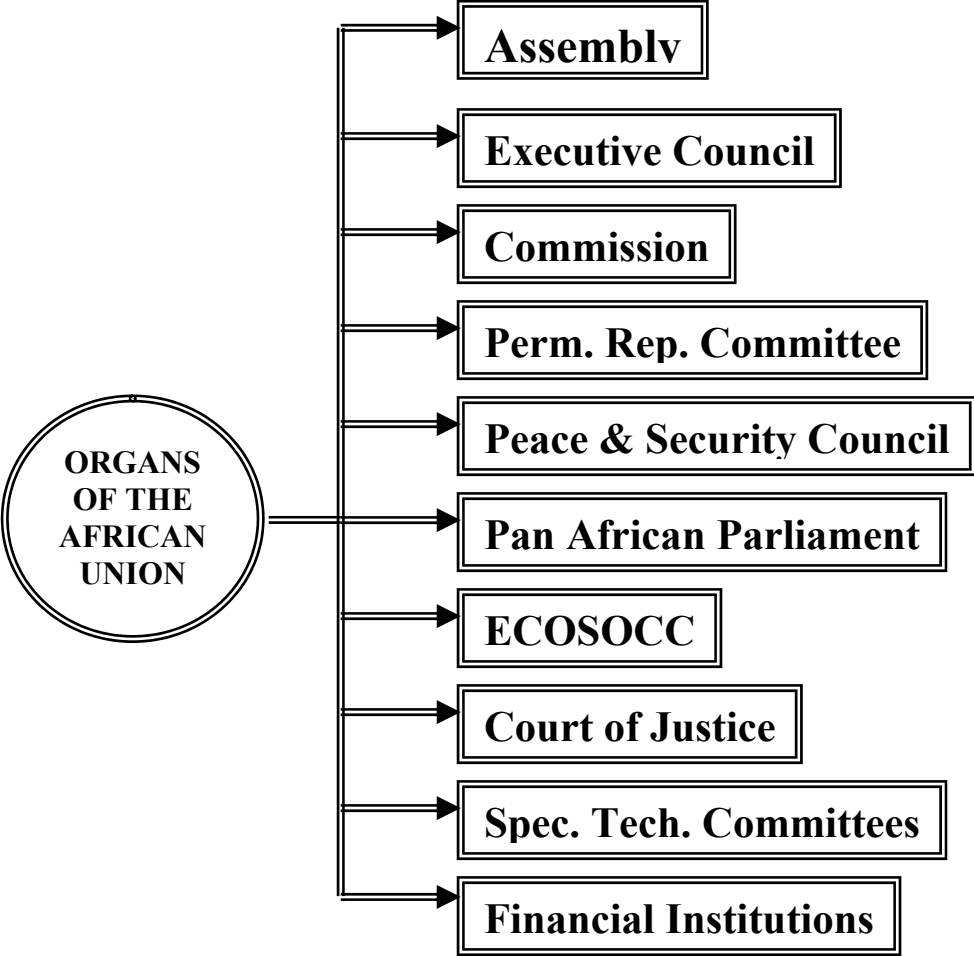 Assembly
Executive Council
Commission
Perm. Rep. Committee
Peace & Security Council
ORGANS
OF THE
AFRICAN
UNION
Pan African Parliament
ECOSOCC
Court of Justice
Spec. Tech. Committees
Financial Institutions